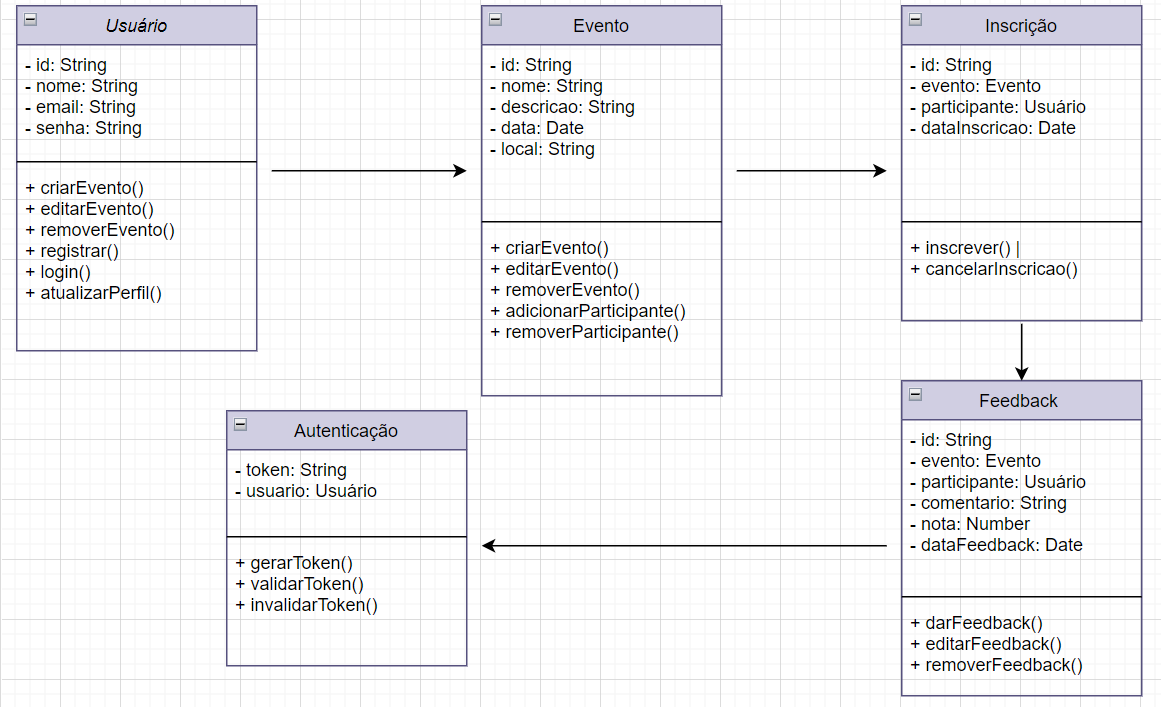 Usuário
- id: String
- nome: String
- email: String
- senha: String
+ criarEvento()
+ editarEvento()
+ removerEvento()
+ registrar()
+ login()
+ atualizarPerfil()
Evento
- id: String
- nome: String
- descricao: String
- data: Date
- local: String
+ criarEvento()
+ editarEvento()
+ removerEvento()
+ adicionarParticipante()
+ removerParticipante()
Inscrição
- id: String
- evento: Evento
- participante: Usuário
- dataInscricao: Date
+ inscrever() |
+ cancelarInscricao()
Autenticação
- token: String
- usuario: Usuário
+ gerarToken()
+ validarToken()
+ invalidarToken()
Feedback
- id: String
- evento: Evento
- participante: Usuário
- comentario: String
- nota: Number
- dataFeedback: Date
+ darFeedback()
+ editarFeedback()
+ removerFeedback()